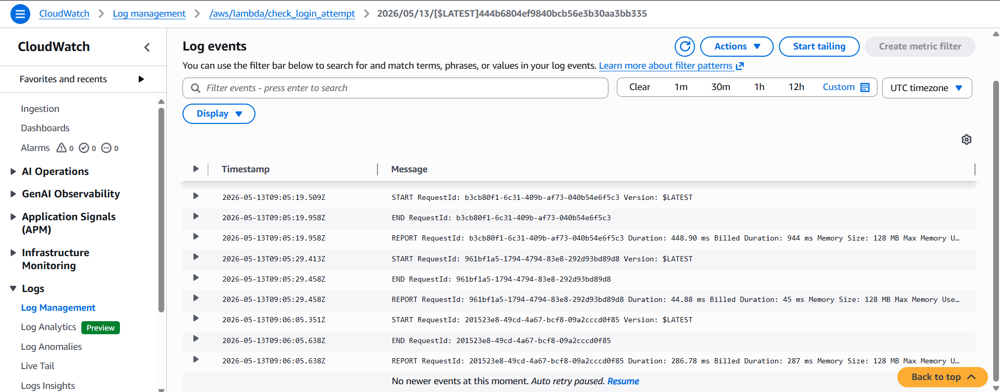 CloudWatch > Log management > /aws/lambda/check_login_attempt > 2026/05/13/[$LATEST]444b6804ef9840bcb56e3b30aa3bb335
CloudWatch
Favorites and recents
Ingestion
Dashboards
Alarms 0 0 0
AI Operations
GenAI Observability
Application Signals
(APM)
Infrastructure
Monitoring
Logs
Log Management
Log Analytics Preview
Log Anomalies
Live Tail
Logs Insights
Log events
Actions
Start tailing
Create metric filter
You can use the filter bar below to search for and match terms, phrases, or values in your log events. Learn more about filter patterns
Filter events - press enter to search
Clear 1m 30m 1h 12h Custom
UTC timezone
Display
Timestamp Message
2026-05-13T09:05:19.509Z START RequestId: b3cb80f1-6c31-409b-af73-040b54e6f5c3 Version: $LATEST
2026-05-13T09:05:19.958Z END RequestId: b3cb80f1-6c31-409b-af73-040b54e6f5c3
2026-05-13T09:05:19.958Z REPORT RequestId: b3cb80f1-6c31-409b-af73-040b54e6f5c3 Duration: 448.90 ms Billed Duration: 944 ms Memory Size: 128 MB Max Memory U…
2026-05-13T09:05:29.413Z START RequestId: 961bf1a5-1794-4794-83e8-292d93bd89d8 Version: $LATEST
2026-05-13T09:05:29.458Z END RequestId: 961bf1a5-1794-4794-83e8-292d93bd89d8
2026-05-13T09:05:29.458Z REPORT RequestId: 961bf1a5-1794-4794-83e8-292d93bd89d8 Duration: 44.88 ms Billed Duration: 45 ms Memory Size: 128 MB Max Memory Use…
2026-05-13T09:06:05.351Z START RequestId: 201523e8-49cd-4a67-bcf8-09a2cccd0f85 Version: $LATEST
2026-05-13T09:06:05.638Z END RequestId: 201523e8-49cd-4a67-bcf8-09a2cccd0f85
2026-05-13T09:06:05.638Z REPORT RequestId: 201523e8-49cd-4a67-bcf8-09a2cccd0f85 Duration: 286.78 ms Billed Duration: 287 ms Memory Size: 128 MB Max Memory U…
No newer events at this moment. Auto retry paused. Resume
Back to top